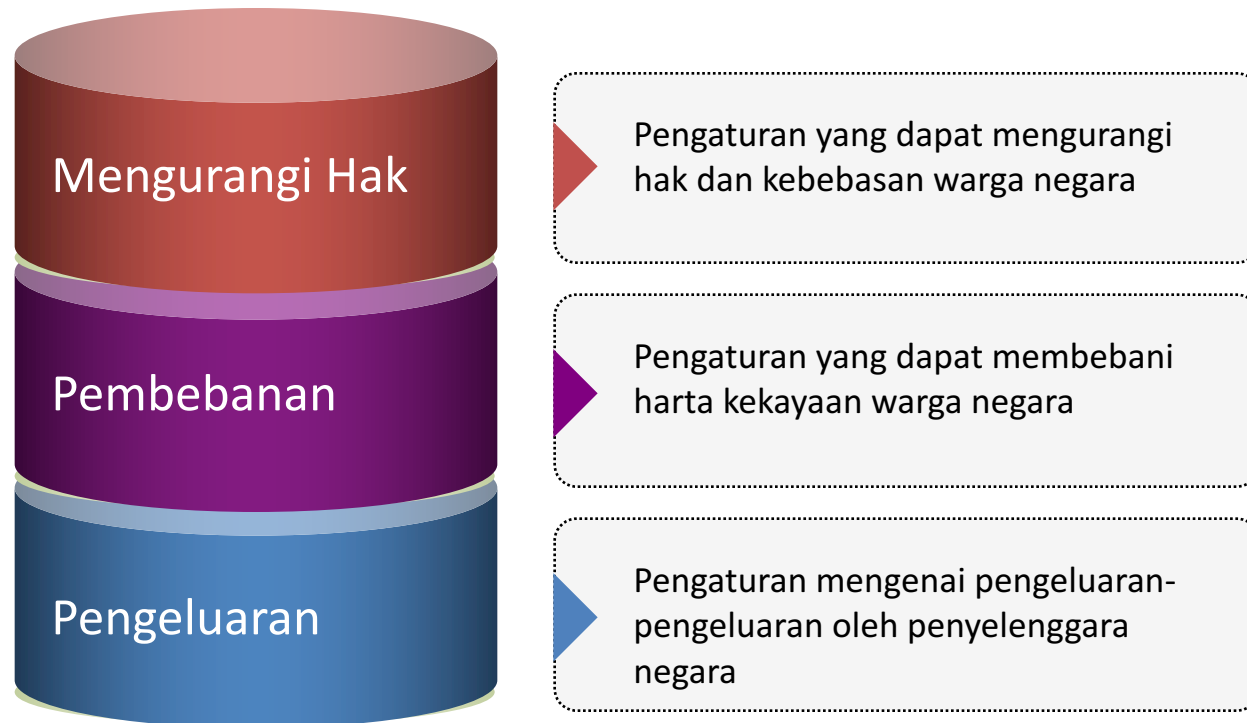 Mengurangi Hak
Pengaturan yang dapat mengurangi
hak dan kebebasan warga negara
Pembebanan
Pengaturan yang dapat membebani
harta kekayaan warga negara
Pengeluaran
Pengaturan mengenai pengeluaran-
pengeluaran oleh penyelenggara
negara